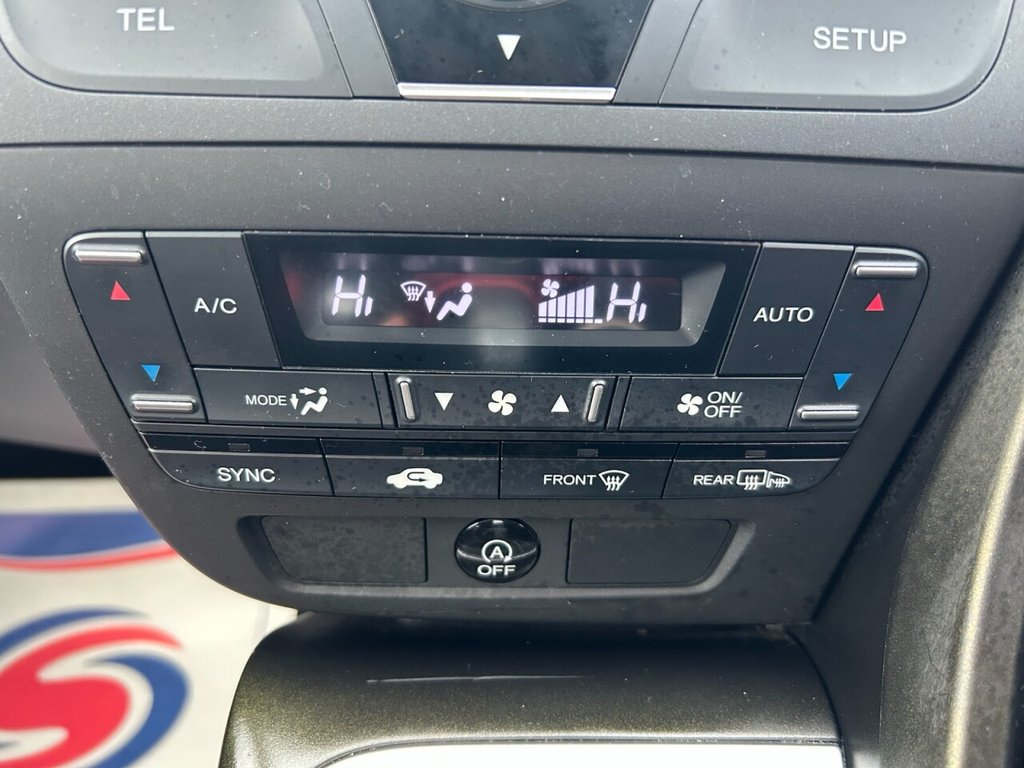 TEL
SETUP
Hi
Hi
A/C
AUTO
MODE
ON/
OFF
SYNC
FRONT
REAR
A
OFF